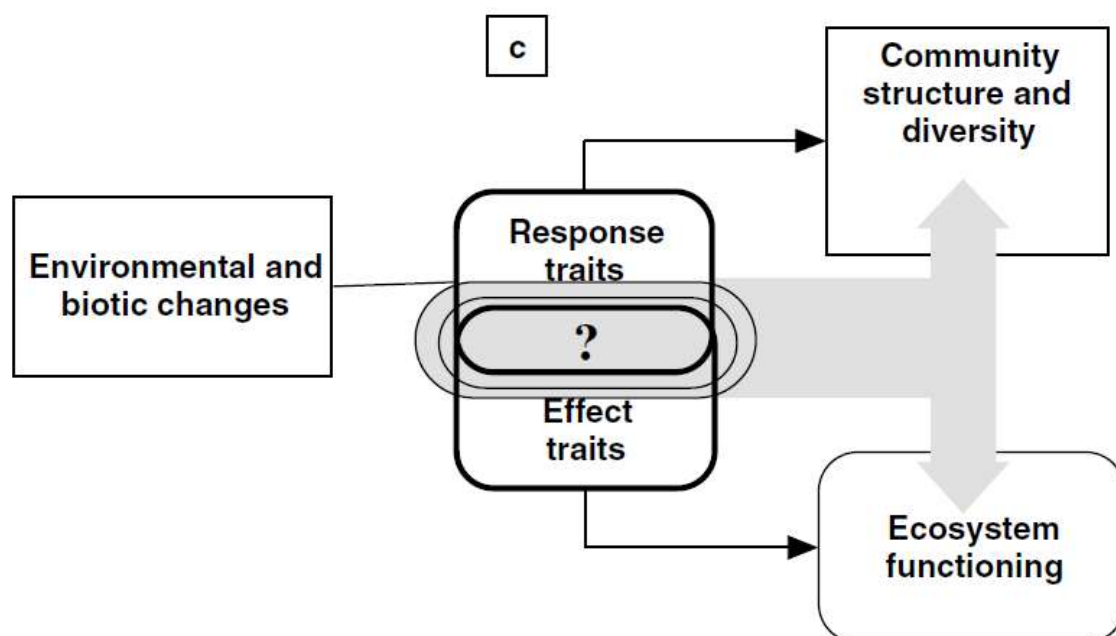 c
Community
structure and
diversity
Response
traits
Environmental and
biotic changes
?
Effect
traits
Ecosystem
functioning